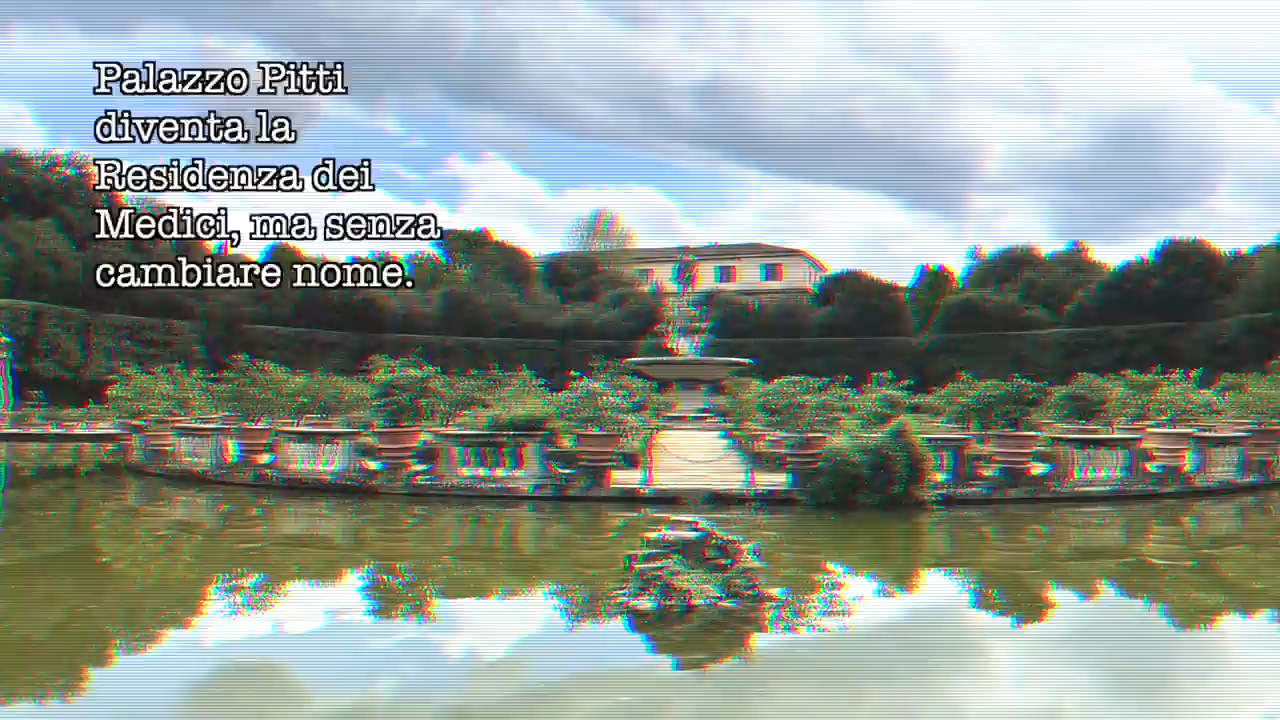 Palazzo Pitti
diventa la
Residenza dei
Medici, ma senza
cambiare nome.